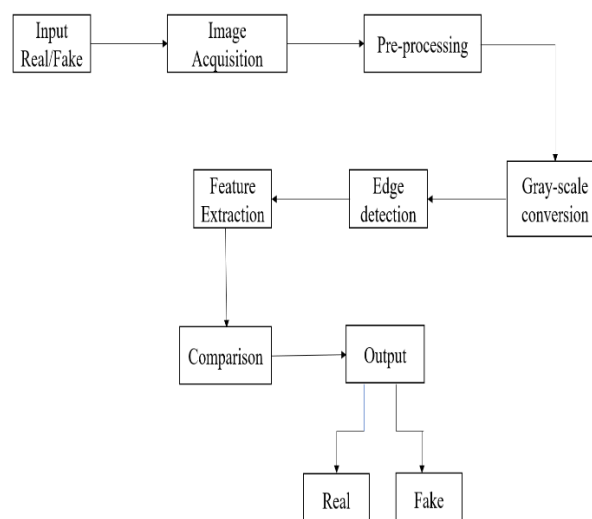 Input
Real/Fake
Image
Acquisition
Pre-processing
Gray-scale
conversion
Edge
detection
Feature
Extraction
Comparison
Output
Real
Fake